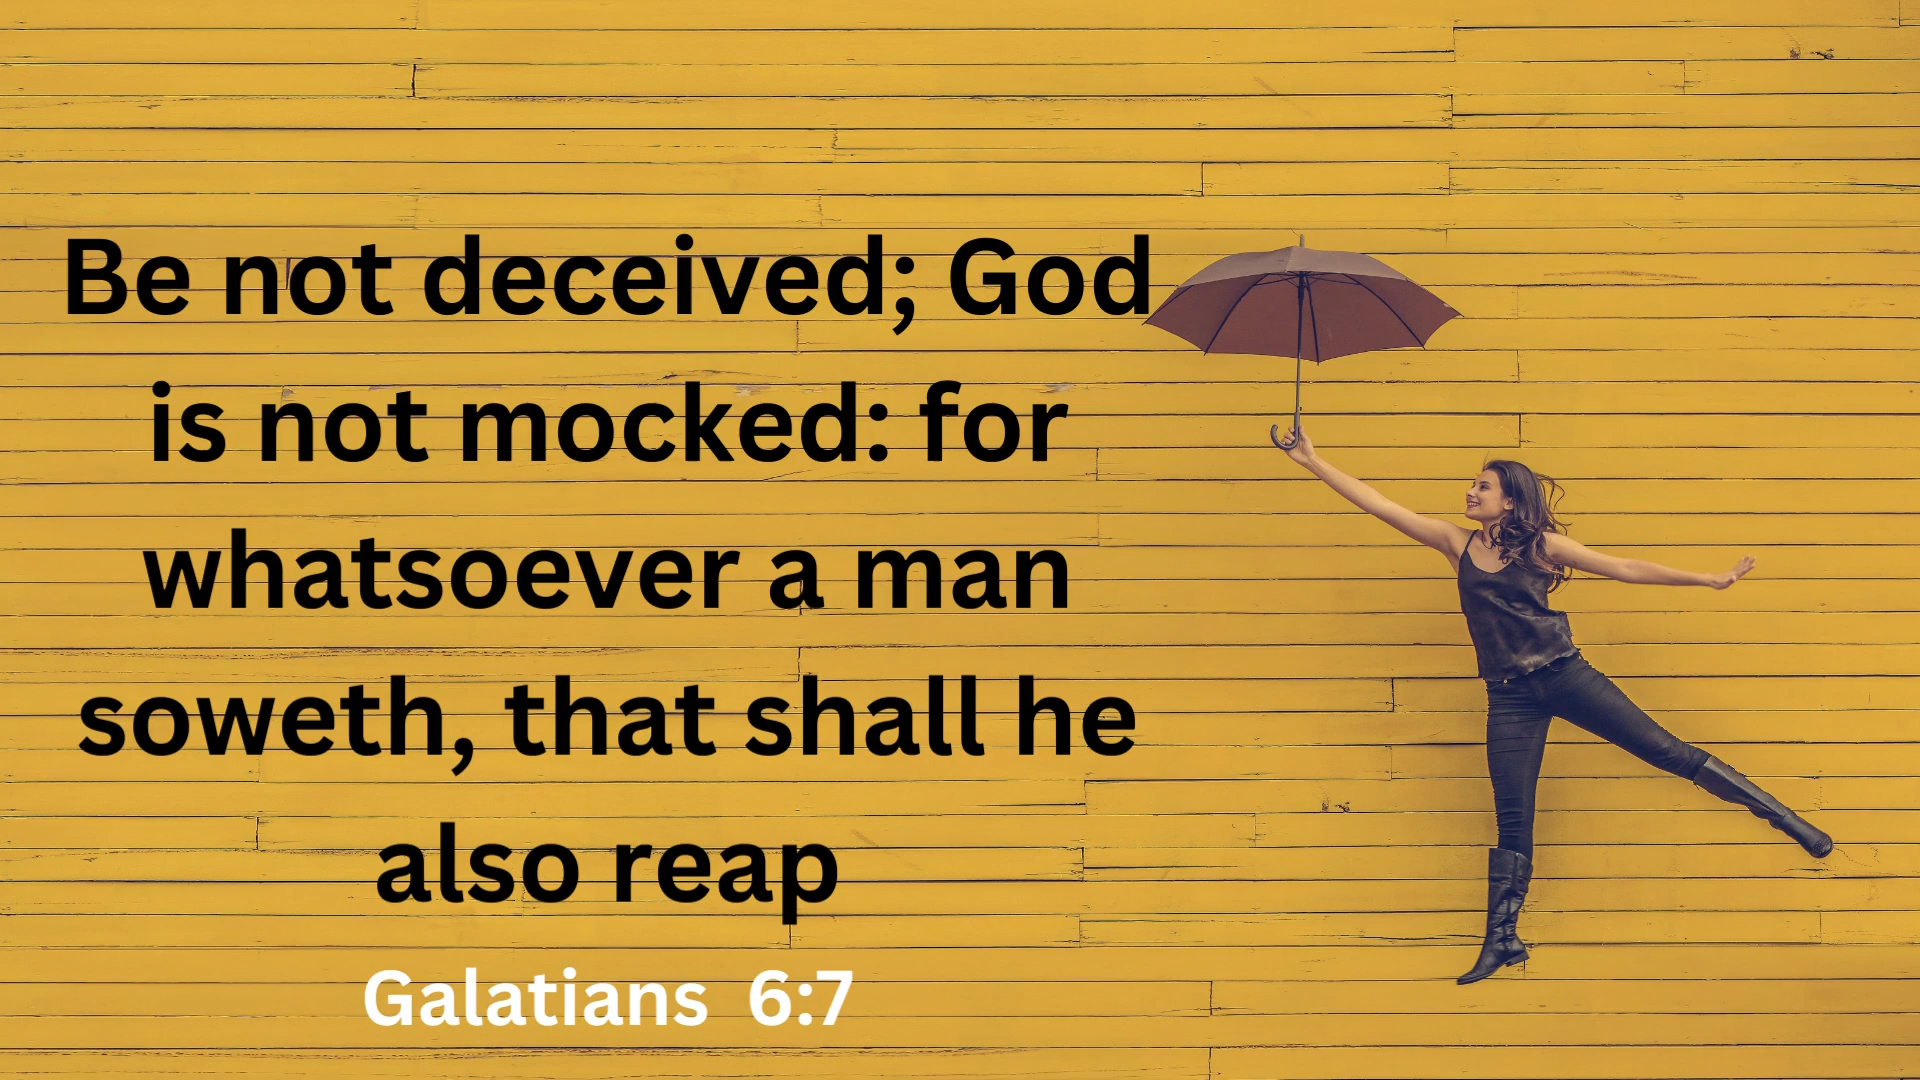 Be not deceived; God
is not mocked: for
whatsoever a man
soweth, that shall he
also reap
Galatians 6:7